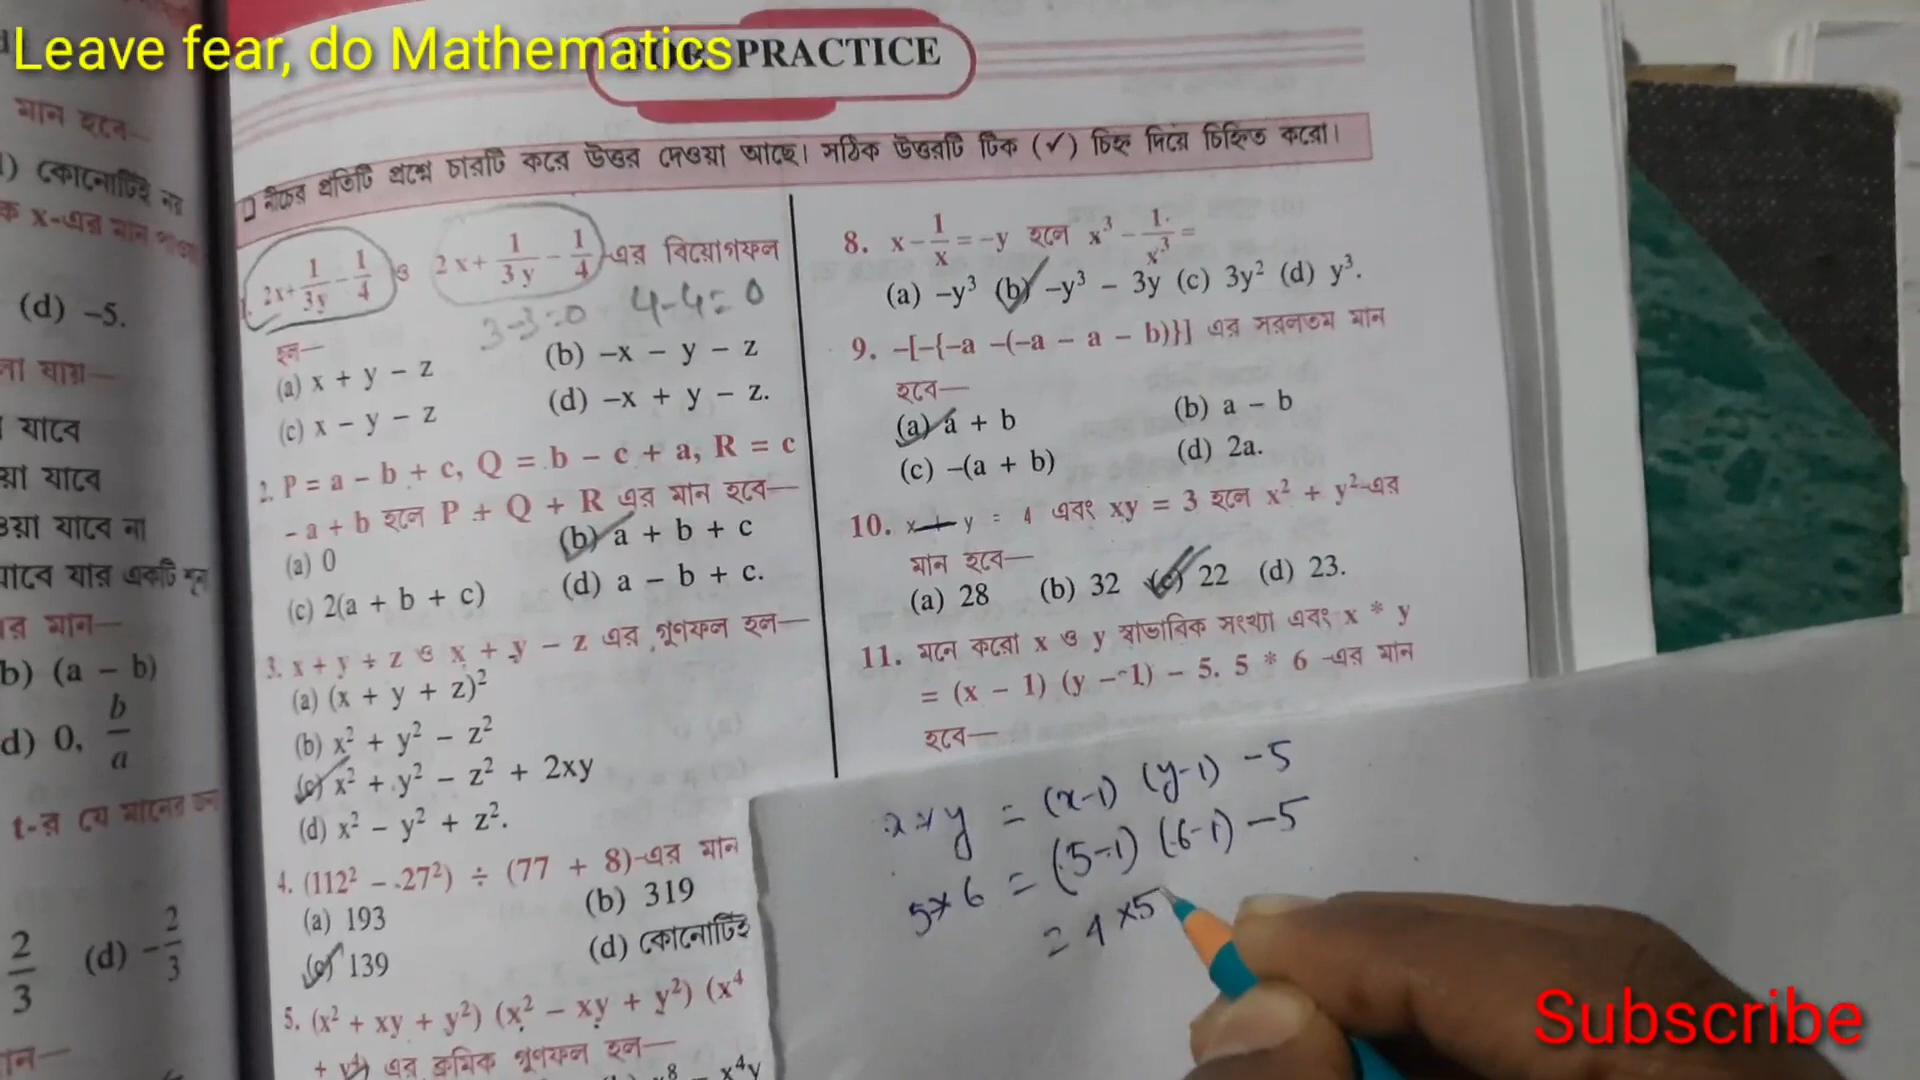 Leave fear, do Mathematics
PRACTICE
নীচের প্রতিটি প্রশ্নে চারটি করে উত্তর দেওয়া আছে। সঠিক উত্তরটি টিক (✓) চিহ্ন দিয়ে চিহ্নিত করো।
মান হবে—
কোনোটিই নয়
ক x-এর মান
(d) –5.
না যায়—
যাবে
যাবে
যাবে না
যাবে যার একটি শূন্য
মান—
b) (a – b)
d) 0, b/a
t-র যে মানের জন্য
2/3 (d) –2/3
1. 2x+ 1/3y – 1/4 ও 2x+ 1/3y – 1/4 -এর বিয়োগফল
3-3=0 4-4=0
হল—
(a) x + y – z (b) –x – y – z
(c) x – y – z (d) –x + y – z.
2. P = a – b + c, Q = b – c + a, R = c
– a + b হলে P + Q + R এর মান হবে—
(a) 0 (b) a + b + c
(c) 2(a + b + c) (d) a – b + c.
3. x + y + z ও x + y – z এর গুণফল হল—
(a) (x + y + z)²
(b) x² + y² – z²
(c) x² + y² – z² + 2xy
(d) x² – y² + z².
4. (112² – 27²) ÷ (77 + 8)-এর মান
(a) 193 (b) 319
(c) 139 (d) কোনোটিই
5. (x² + xy + y²) (x² – xy + y²) (x⁴
এর ক্রমিক গুণফল হল—
8. x – 1/x = –y হলে x³ – 1/x³ =
(a) –y³ (b) –y³ – 3y (c) 3y² (d) y³.
9. –[–{–a –(–a – a – b)}] এর সরলতম মান
হবে—
(a) a + b (b) a – b
(c) –(a + b) (d) 2a.
10. x + y = 4 এবং xy = 3 হলে x² + y²-এর
মান হবে—
(a) 28 (b) 32 (c) 22 (d) 23.
11. মনে করো x ও y স্বাভাবিক সংখ্যা এবং x * y
= (x – 1) (y – 1) – 5. 5 * 6 -এর মান
হবে—
x * y = (x-1) (y-1) -5
5 * 6 = (5-1) (6-1) -5
= 4 ×5
Subscribe